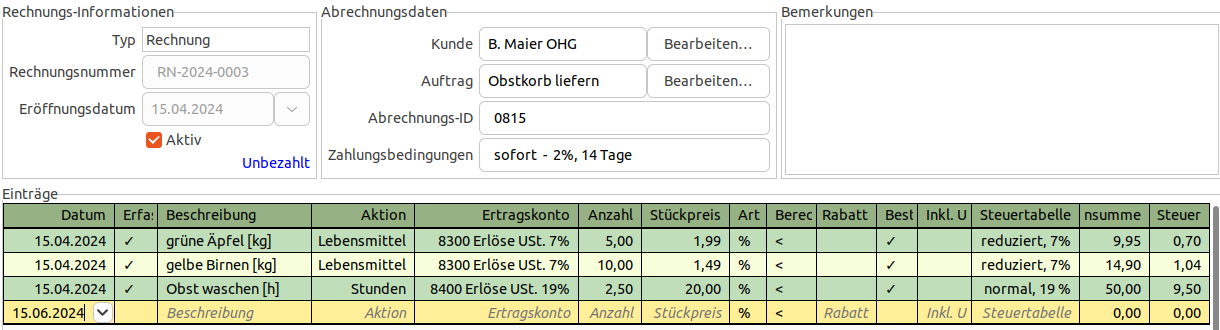 Rechnungs-Informationen
Typ Rechnung
Rechnungsnummer RN-2024-0003
Eröffnungsdatum 15.04.2024
Aktiv
Unbezahlt
Abrechnungsdaten
Kunde B. Maier OHG Bearbeiten…
Auftrag Obstkorb liefern Bearbeiten…
Abrechnungs-ID 0815
Zahlungsbedingungen sofort - 2%, 14 Tage
Bemerkungen
Einträge
Datum Erfas Beschreibung Aktion Ertragskonto Anzahl Stückpreis Art Berec Rabatt Best Inkl. U Steuertabelle nsumme Steuer
15.04.2024 ✓ grüne Äpfel [kg] Lebensmittel 8300 Erlöse USt. 7% 5,00 1,99 % < ✓ reduziert, 7% 9,95 0,70
15.04.2024 ✓ gelbe Birnen [kg] Lebensmittel 8300 Erlöse USt. 7% 10,00 1,49 % < ✓ reduziert, 7% 14,90 1,04
15.04.2024 ✓ Obst waschen [h] Stunden 8400 Erlöse USt. 19% 2,50 20,00 % < ✓ normal, 19 % 50,00 9,50
15.06.2024 Beschreibung Aktion Ertragskonto Anzahl Stückpreis % < Rabatt Inkl. U Steuertabelle 0,00 0,00